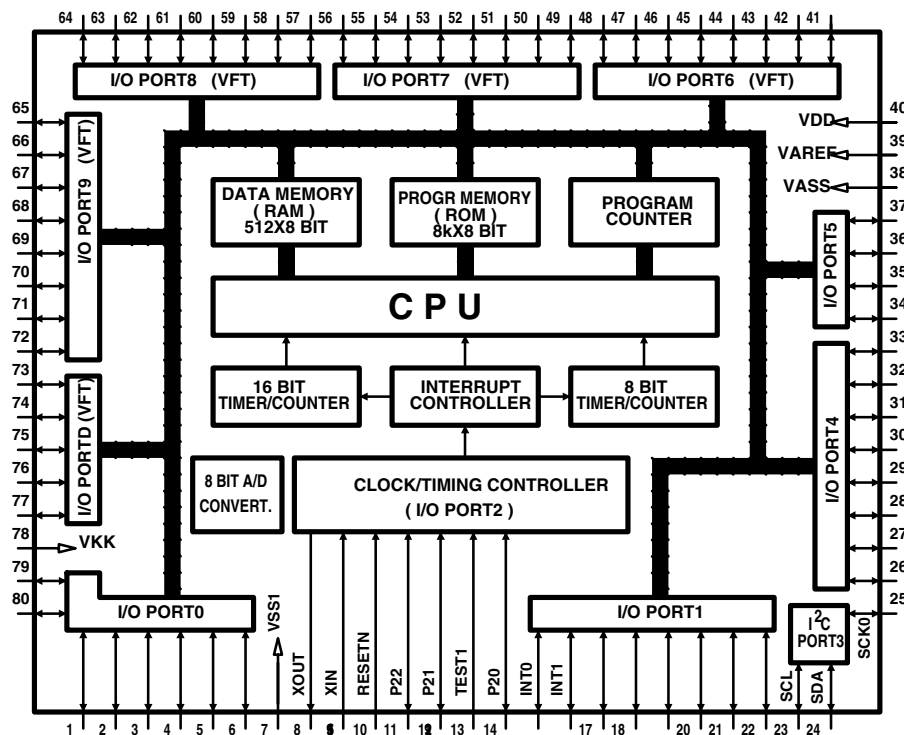 64 63 62 61 60 59 58 57 56 55 54 53 52 51 50 49 48 47 46 45 44 43 42 41
I/O PORT8 (VFT)
I/O PORT7 (VFT)
I/O PORT6 (VFT)
65
66
67
68
69
70
71
72
73
74
75
76
77
78
79
80
I/O PORT9 (VFT)
I/O PORTD (VFT)
VKK
DATA MEMORY
( RAM )
512X8 BIT
PROGR MEMORY
( ROM )
8kX8 BIT
PROGRAM
COUNTER
CPU
16 BIT
TIMER/COUNTER
INTERRUPT
CONTROLLER
8 BIT
TIMER/COUNTER
8 BIT A/D
CONVERT.
CLOCK/TIMING CONTROLLER
( I/O PORT2 )
VDD
VAREF
VASS
40
39
38
37
36
35
34
33
32
31
30
29
28
27
26
25
I/O PORT5
I/O PORT4
I/O PORT0
I/O PORT1
I²C
PORT3
SCK0
VSS1
XOUT
XIN
RESETN
P22
P21
TEST1
P20
INT0
INT1
SCL
SDA
1 2 3 4 5 6 7 8 10 11 13 14 17 18 20 21 22 23 24